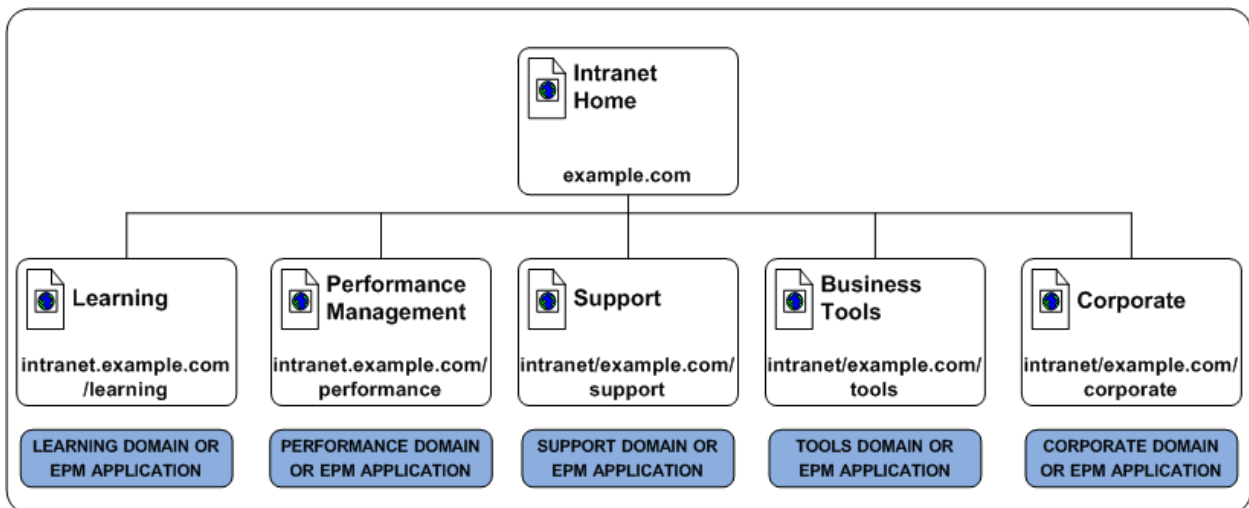 Intranet
Home
example.com
Learning
intranet.example.com
/learning
Performance
Management
intranet.example.com/
performance
Support
intranet/example.com/
support
Business
Tools
intranet/example.com/
tools
Corporate
intranet/example.com/
corporate
LEARNING DOMAIN OR
EPM APPLICATION
PERFORMANCE DOMAIN
OR EPM APPLICATION
SUPPORT DOMAIN OR
EPM APPLICATION
TOOLS DOMAIN OR
EPM APPLICATION
CORPORATE DOMAIN
OR EPM APPLICATION